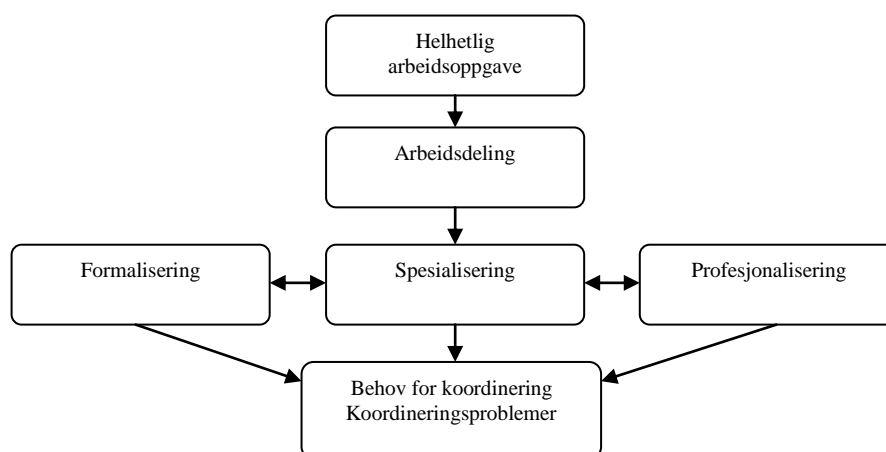 Helhetlig
arbeidsoppgave
Arbeidsdeling
Formalisering
Spesialisering
Profesjonalisering
Behov for koordinering
Koordineringsproblemer